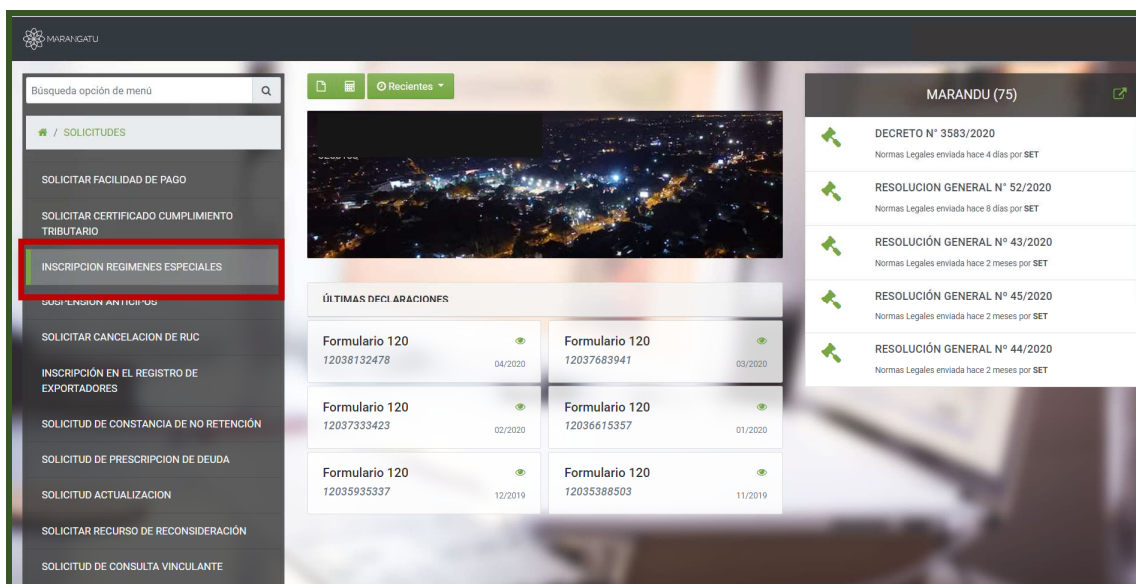 MARANGATU
Búsqueda opción de menú
/ SOLICITUDES
SOLICITAR FACILIDAD DE PAGO
SOLICITAR CERTIFICADO CUMPLIMIENTO
TRIBUTARIO
INSCRIPCION REGIMENES ESPECIALES
SUSPENSION ANTICIPOS
SOLICITAR CANCELACION DE RUC
INSCRIPCIÓN EN EL REGISTRO DE
EXPORTADORES
SOLICITUD DE CONSTANCIA DE NO RETENCIÓN
SOLICITUD DE PRESCRIPCION DE DEUDA
SOLICITUD ACTUALIZACION
SOLICITAR RECURSO DE RECONSIDERACIÓN
SOLICITUD DE CONSULTA VINCULANTE
Recientes
ÚLTIMAS DECLARACIONES
Formulario 120
12038132478
04/2020
Formulario 120
12037683941
03/2020
Formulario 120
12037333423
02/2020
Formulario 120
12036615357
01/2020
Formulario 120
12035935337
12/2019
Formulario 120
12035388503
11/2019
MARANDU (75)
DECRETO N° 3583/2020
Normas Legales enviada hace 4 días por SET
RESOLUCION GENERAL N° 52/2020
Normas Legales enviada hace 8 días por SET
RESOLUCIÓN GENERAL Nº 43/2020
Normas Legales enviada hace 2 meses por SET
RESOLUCIÓN GENERAL Nº 45/2020
Normas Legales enviada hace 2 meses por SET
RESOLUCIÓN GENERAL Nº 44/2020
Normas Legales enviada hace 2 meses por SET